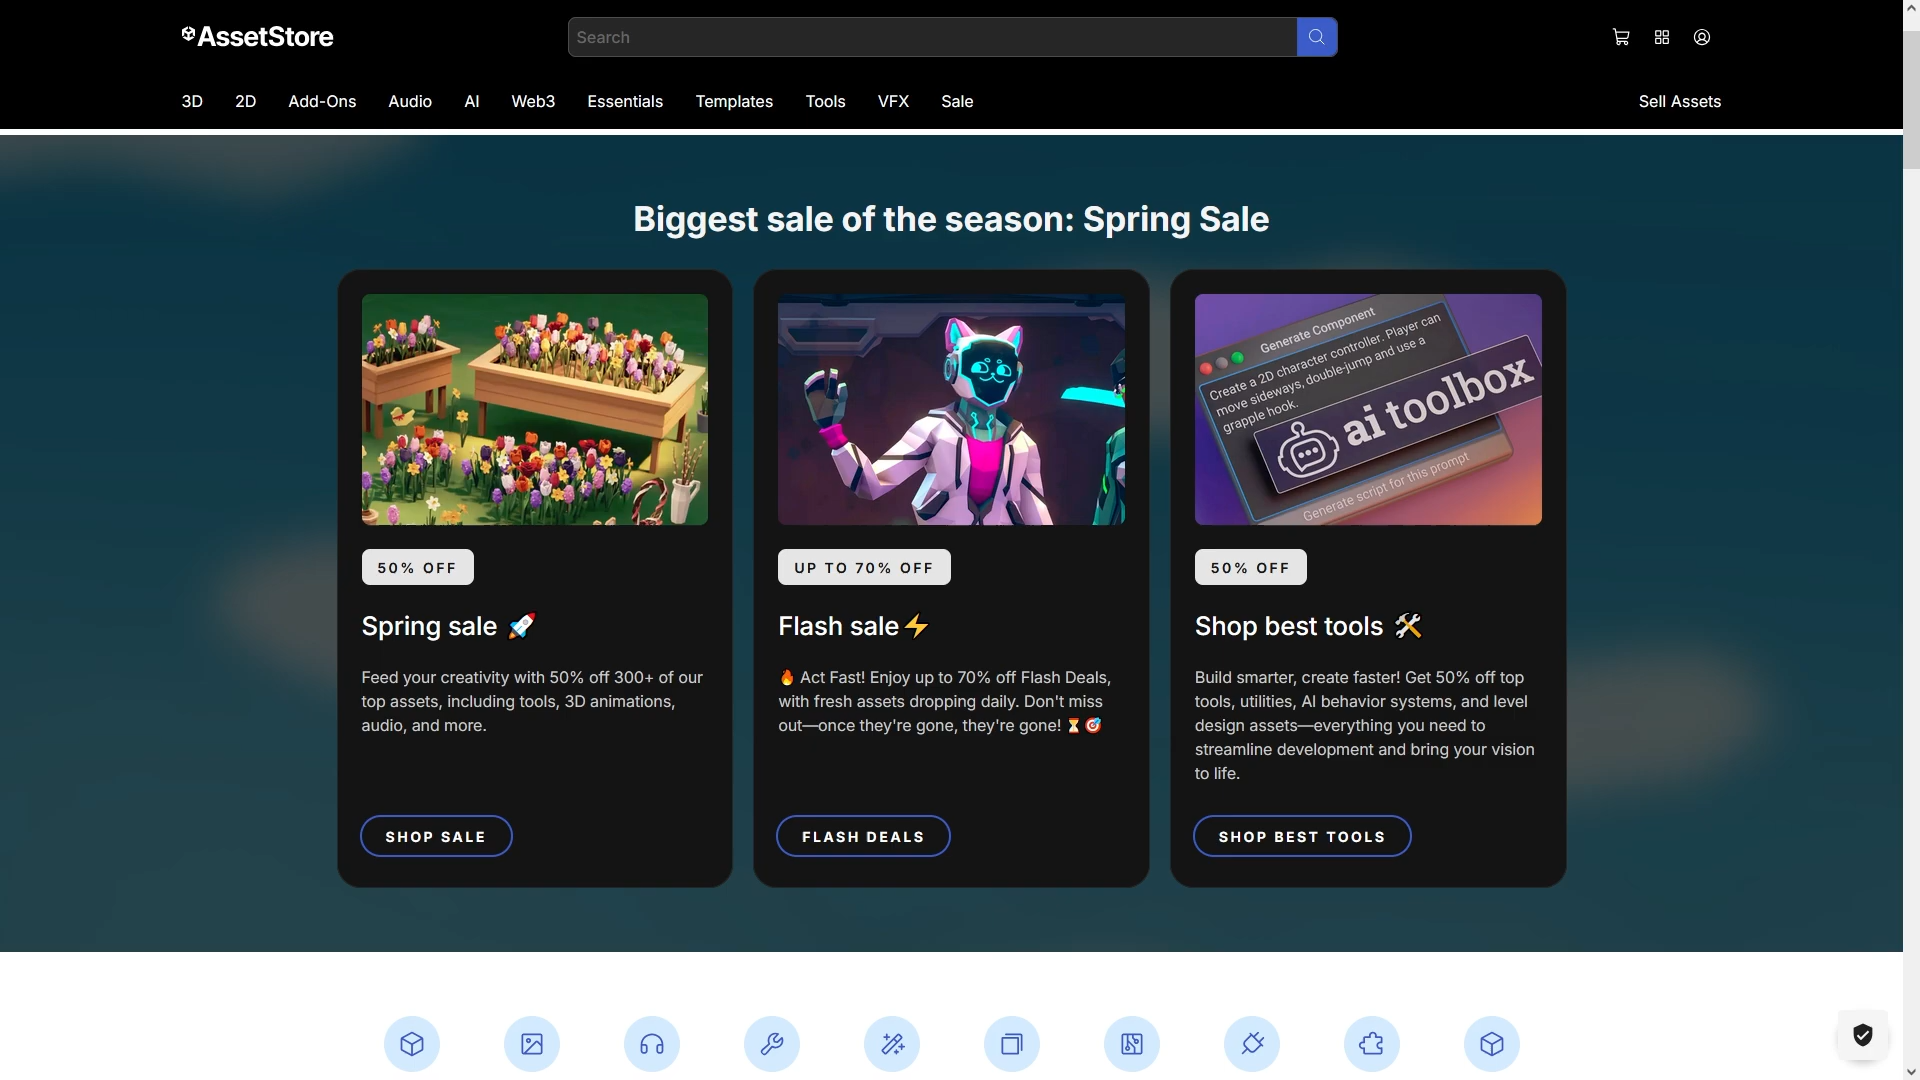 AssetStore
Search
3D 2D Add-Ons Audio AI Web3 Essentials Templates Tools VFX Sale Sell Assets
Biggest sale of the season: Spring Sale
50% OFF
Spring sale 🚀
Feed your creativity with 50% off 300+ of our
top assets, including tools, 3D animations,
audio, and more.
SHOP SALE
UP TO 70% OFF
Flash sale⚡
🔥 Act Fast! Enjoy up to 70% off Flash Deals,
with fresh assets dropping daily. Don't miss
out—once they're gone, they're gone! ⏳🎯
FLASH DEALS
Generate Component
Create a 2D character controller. Player can
move sideways, double-jump and use a
grapple hook.
ai toolbox
Generate script for this prompt
50% OFF
Shop best tools 🛠️
Build smarter, create faster! Get 50% off top
tools, utilities, AI behavior systems, and level
design assets—everything you need to
streamline development and bring your vision
to life.
SHOP BEST TOOLS